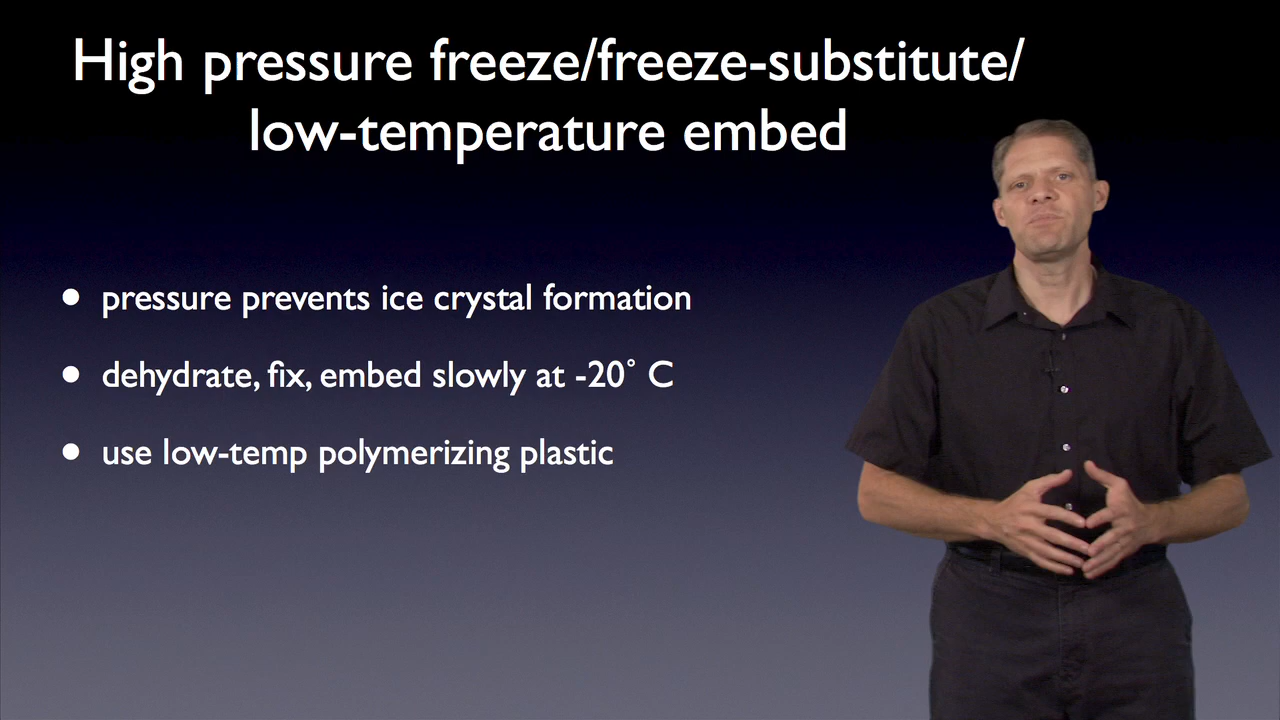 High pressure freeze/freeze-substitute/
low-temperature embed
• pressure prevents ice crystal formation
• dehydrate, fix, embed slowly at -20˚ C
• use low-temp polymerizing plastic